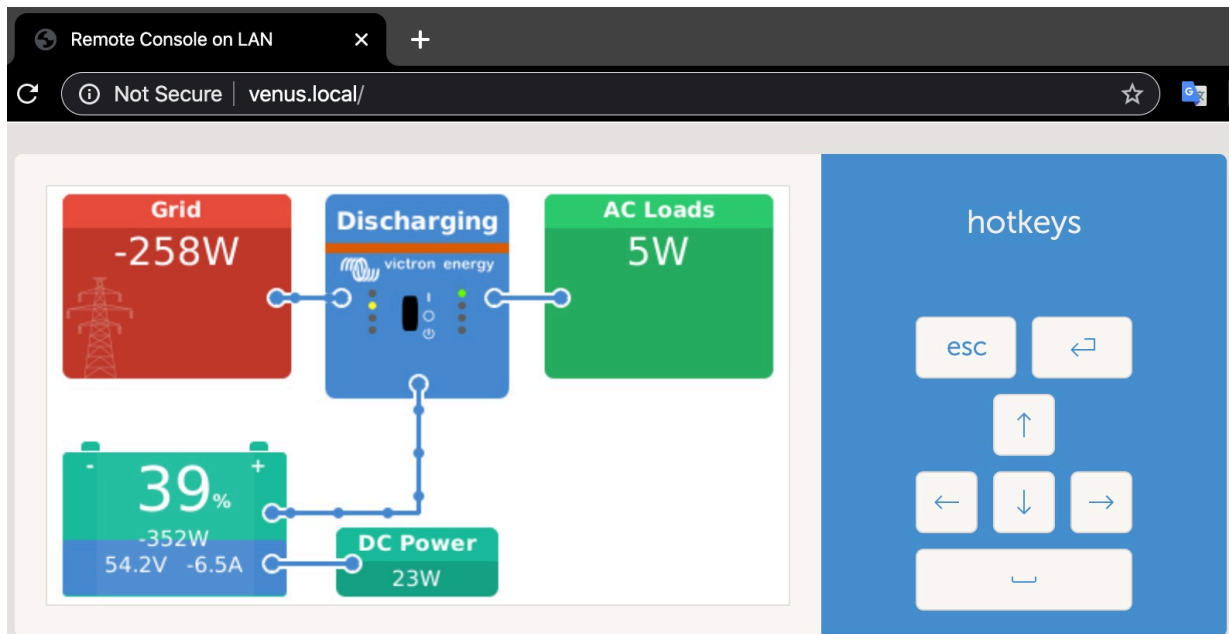 Remote Console on LAN
Not Secure venus.local/
Grid
-258W
Discharging
victron energy
AC Loads
5W
- +
39%
-352W
54.2V -6.5A
DC Power
23W
hotkeys
esc